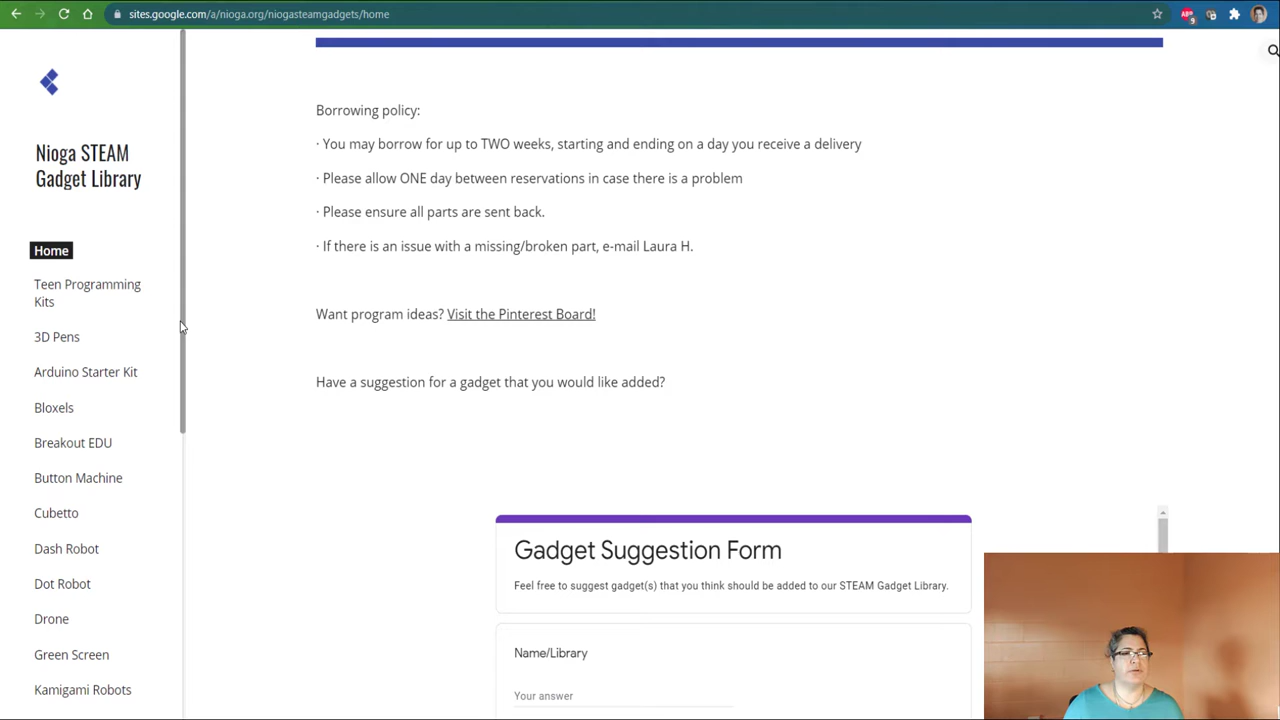 sites.google.com/a/nioga.org/niogasteamgadgets/home
ABP
9
Nioga STEAM
Gadget Library
Home
Teen Programming
Kits
3D Pens
Arduino Starter Kit
Bloxels
Breakout EDU
Button Machine
Cubetto
Dash Robot
Dot Robot
Drone
Green Screen
Kamigami Robots
Borrowing policy:
· You may borrow for up to TWO weeks, starting and ending on a day you receive a delivery
· Please allow ONE day between reservations in case there is a problem
· Please ensure all parts are sent back.
· If there is an issue with a missing/broken part, e-mail Laura H.
Want program ideas? Visit the Pinterest Board!
Have a suggestion for a gadget that you would like added?
Gadget Suggestion Form
Feel free to suggest gadget(s) that you think should be added to our STEAM Gadget Library.
Name/Library
Your answer